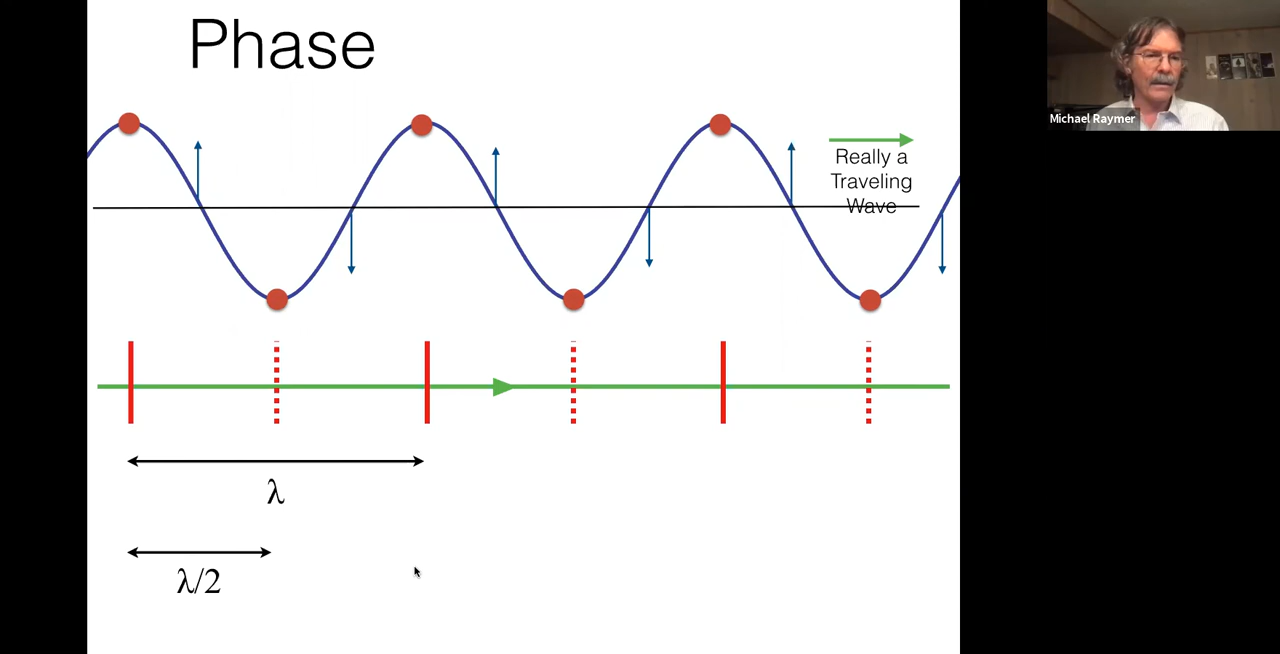 Phase
Michael Raymer
Really a
Traveling
Wave
λ
λ/2